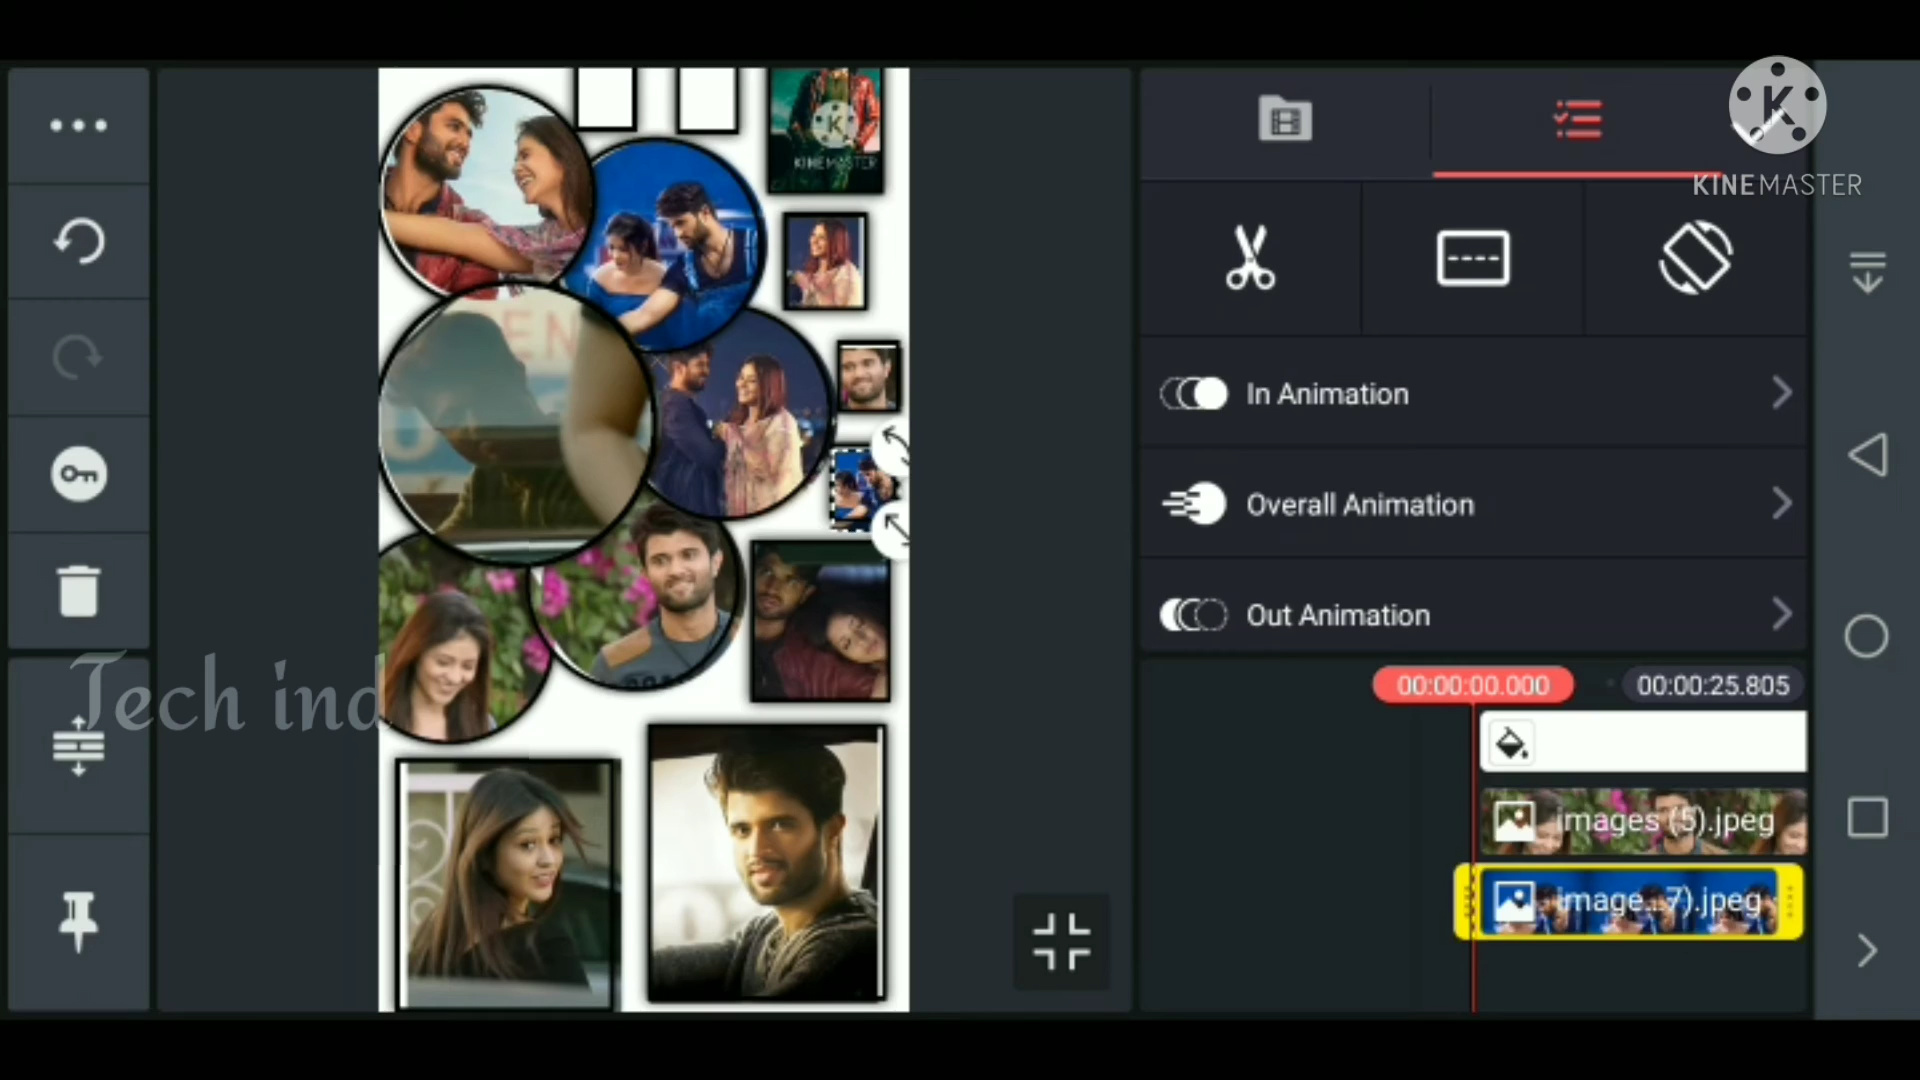 KINEMASTER
KINEMASTER
EN
In Animation
Overall Animation
Out Animation
Tech ind
00:00:00.000
00:00:25.805
images (5).jpeg
image...7).jpeg